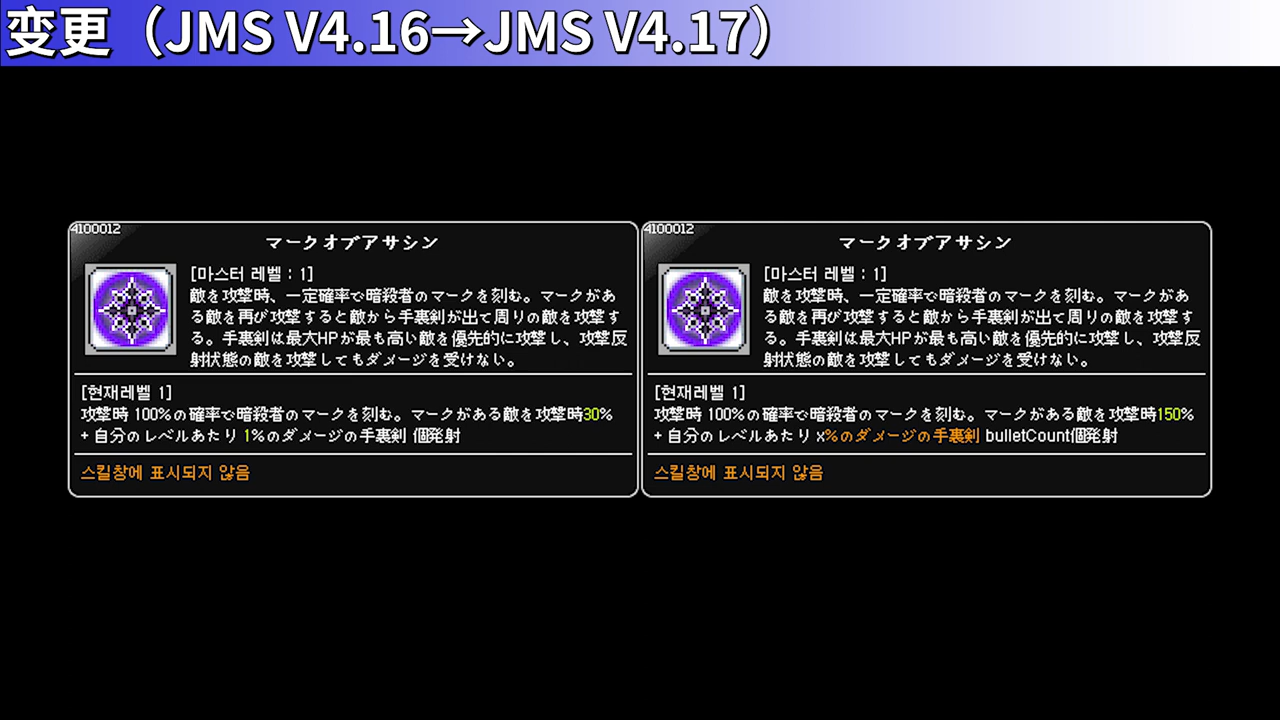 変更（JMS V4.16→JMS V4.17）
4100012
マークオブアサシン
[마스터 레벨 : 1]
敵を攻撃時、一定確率で暗殺者のマークを刻む。マークがあ
る敵を再び攻撃すると敵から手裏剣が出て周りの敵を攻撃す
る。手裏剣は最大HPが最も高い敵を優先的に攻撃し、攻撃反
射状態の敵を攻撃してもダメージを受けない。
[현재레벨 1]
攻撃時 100%の確率で暗殺者のマークを刻む。マークがある敵を攻撃時30%
+ 自分のレベルあたり 1%のダメージの手裏剣 個発射
스킬창에 표시되지 않음
4100012
マークオブアサシン
[마스터 레벨 : 1]
敵を攻撃時、一定確率で暗殺者のマークを刻む。マークがあ
る敵を再び攻撃すると敵から手裏剣が出て周りの敵を攻撃す
る。手裏剣は最大HPが最も高い敵を優先的に攻撃し、攻撃反
射状態の敵を攻撃してもダメージを受けない。
[현재레벨 1]
攻撃時 100%の確率で暗殺者のマークを刻む。マークがある敵を攻撃時150%
+ 自分のレベルあたり x%のダメージの手裏剣 bulletCount個発射
스킬창에 표시되지 않음